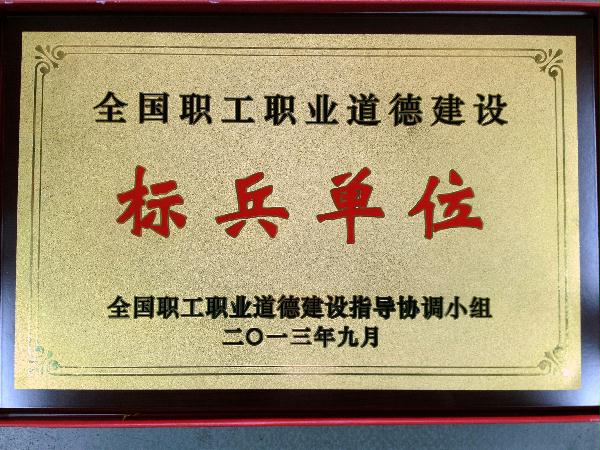 全国职工职业道德建设
标兵单位
全国职工职业道德建设指导协调小组
二〇一三年九月